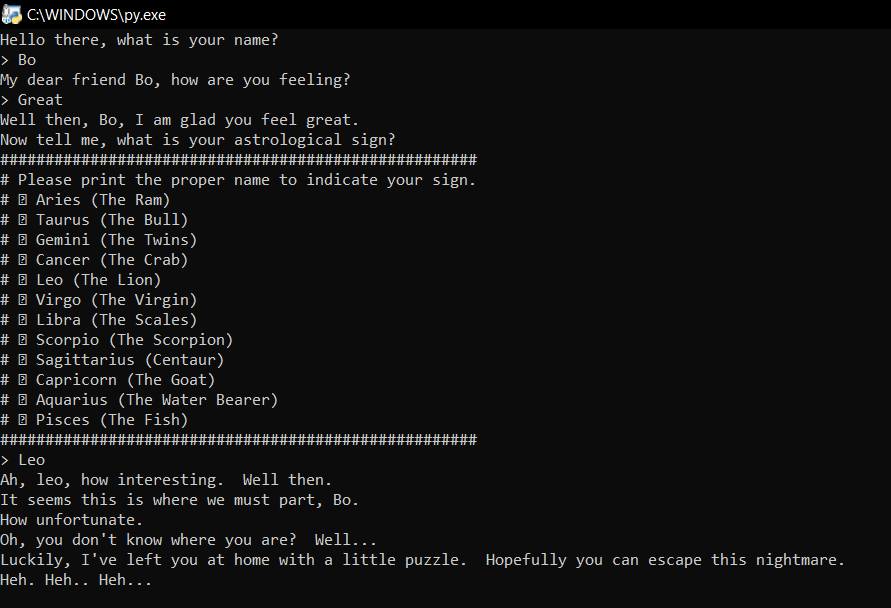 C:\WINDOWS\py.exe
Hello there, what is your name?
> Bo
My dear friend Bo, how are you feeling?
> Great
Well then, Bo, I am glad you feel great.
Now tell me, what is your astrological sign?
#####################################################
# Please print the proper name to indicate your sign.
# ⍰ Aries (The Ram)
# ⍰ Taurus (The Bull)
# ⍰ Gemini (The Twins)
# ⍰ Cancer (The Crab)
# ⍰ Leo (The Lion)
# ⍰ Virgo (The Virgin)
# ⍰ Libra (The Scales)
# ⍰ Scorpio (The Scorpion)
# ⍰ Sagittarius (Centaur)
# ⍰ Capricorn (The Goat)
# ⍰ Aquarius (The Water Bearer)
# ⍰ Pisces (The Fish)
#####################################################
> Leo
Ah, leo, how interesting.  Well then.
It seems this is where we must part, Bo.
How unfortunate.
Oh, you don't know where you are?  Well...
Luckily, I've left you at home with a little puzzle.  Hopefully you can escape this nightmare.
Heh. Heh.. Heh...